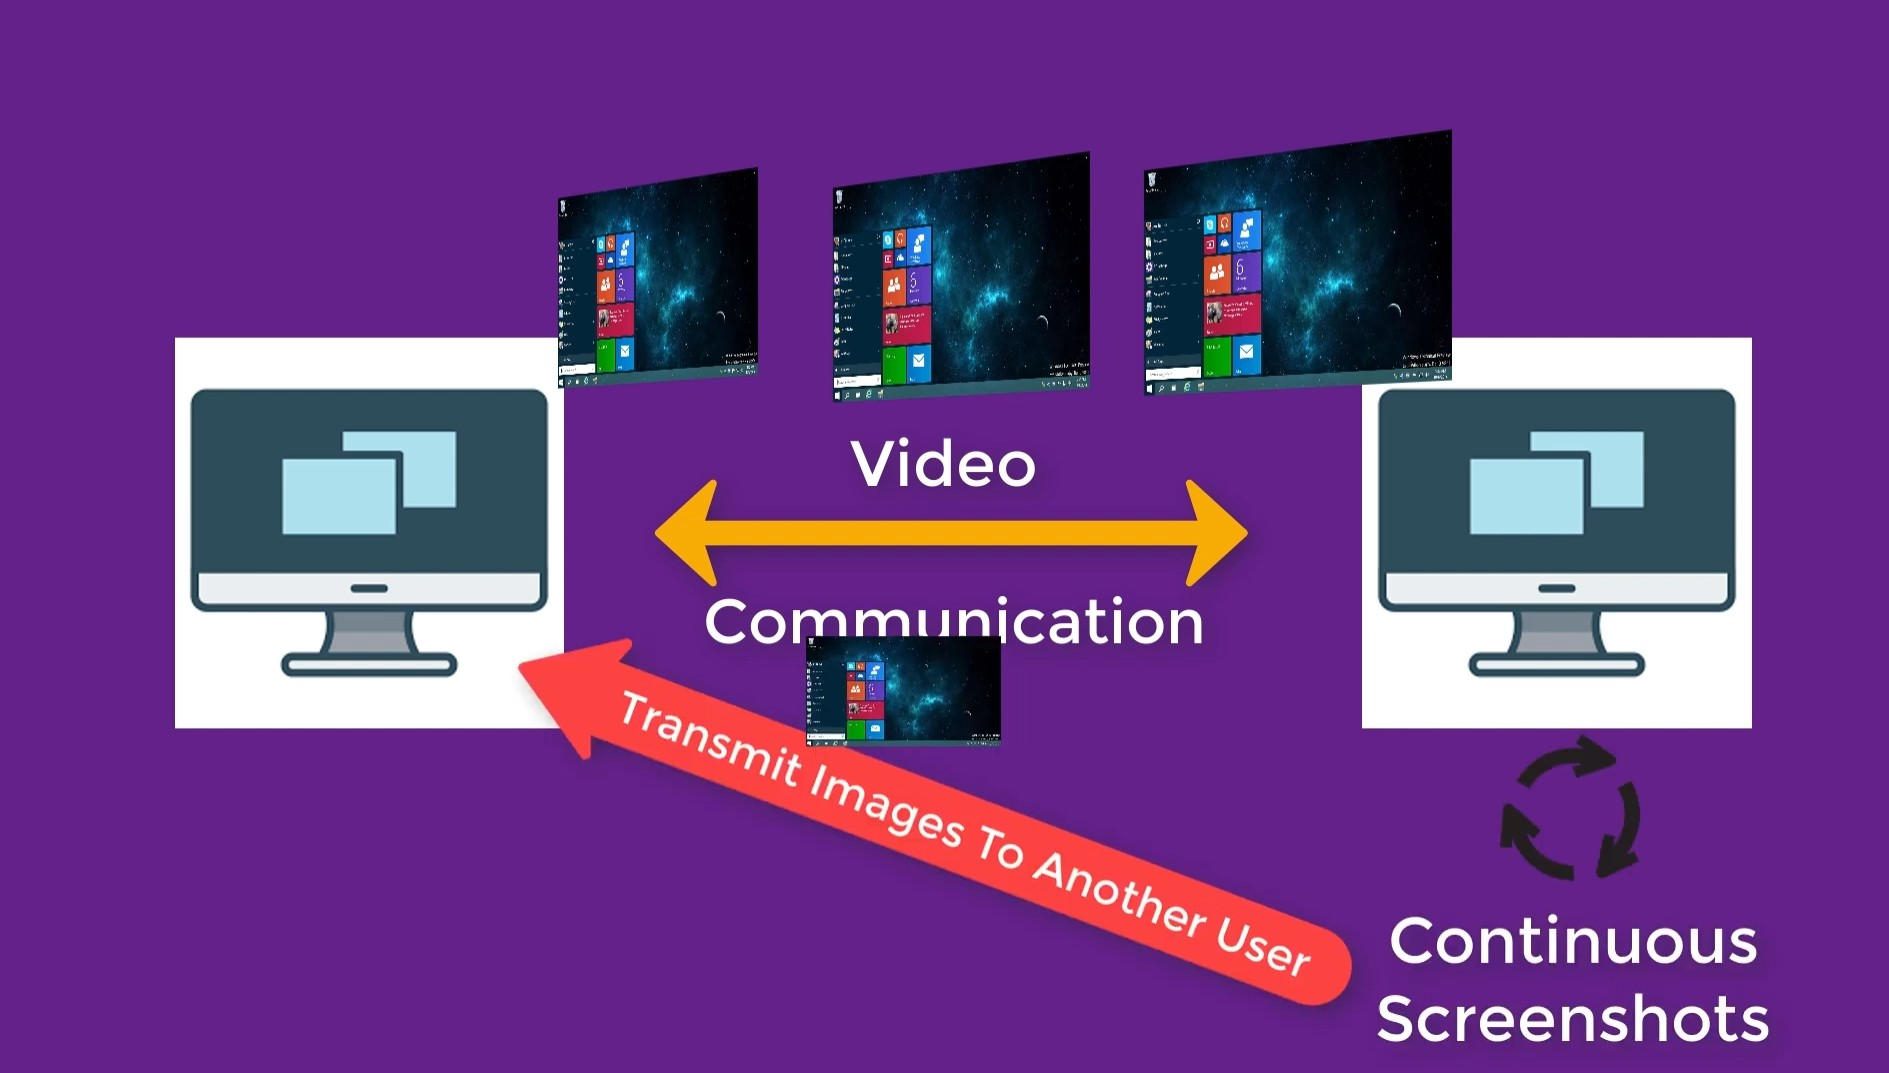 Video
Communication
Transmit Images To Another User
Continuous
Screenshots